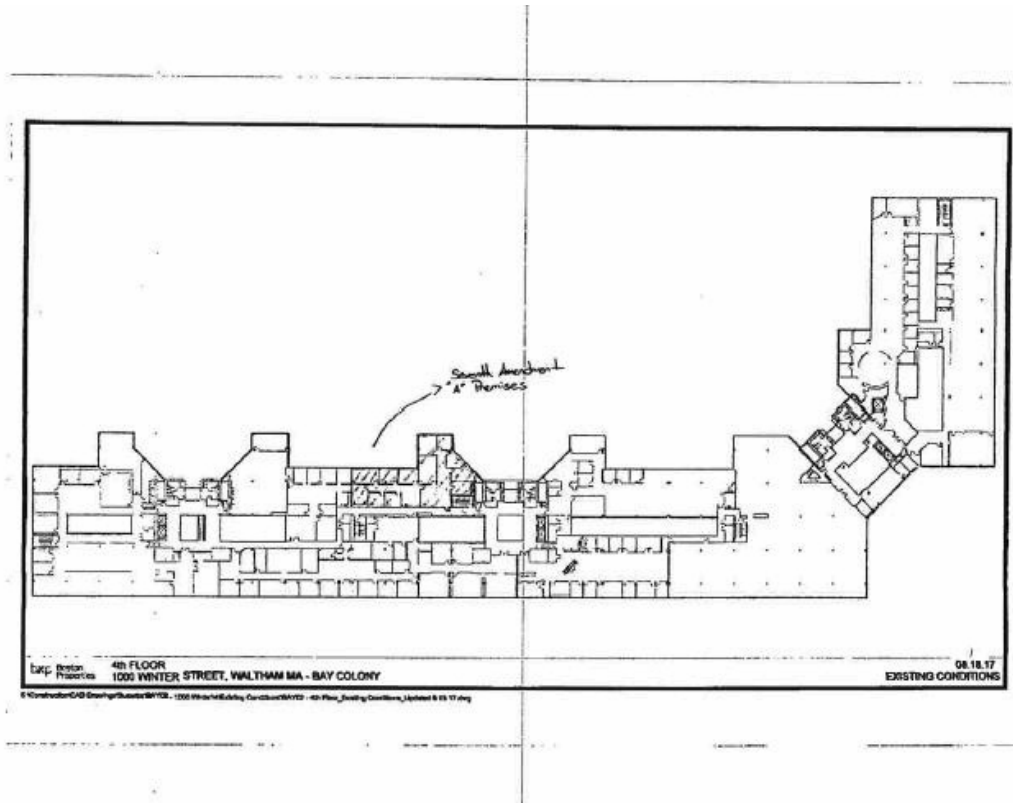 Seventh Amendment
"A" Premises
bxp Boston
Properties
4th FLOOR
1000 WINTER STREET, WALTHAM MA - BAY COLONY
08.18.17
EXISTING CONDITIONS